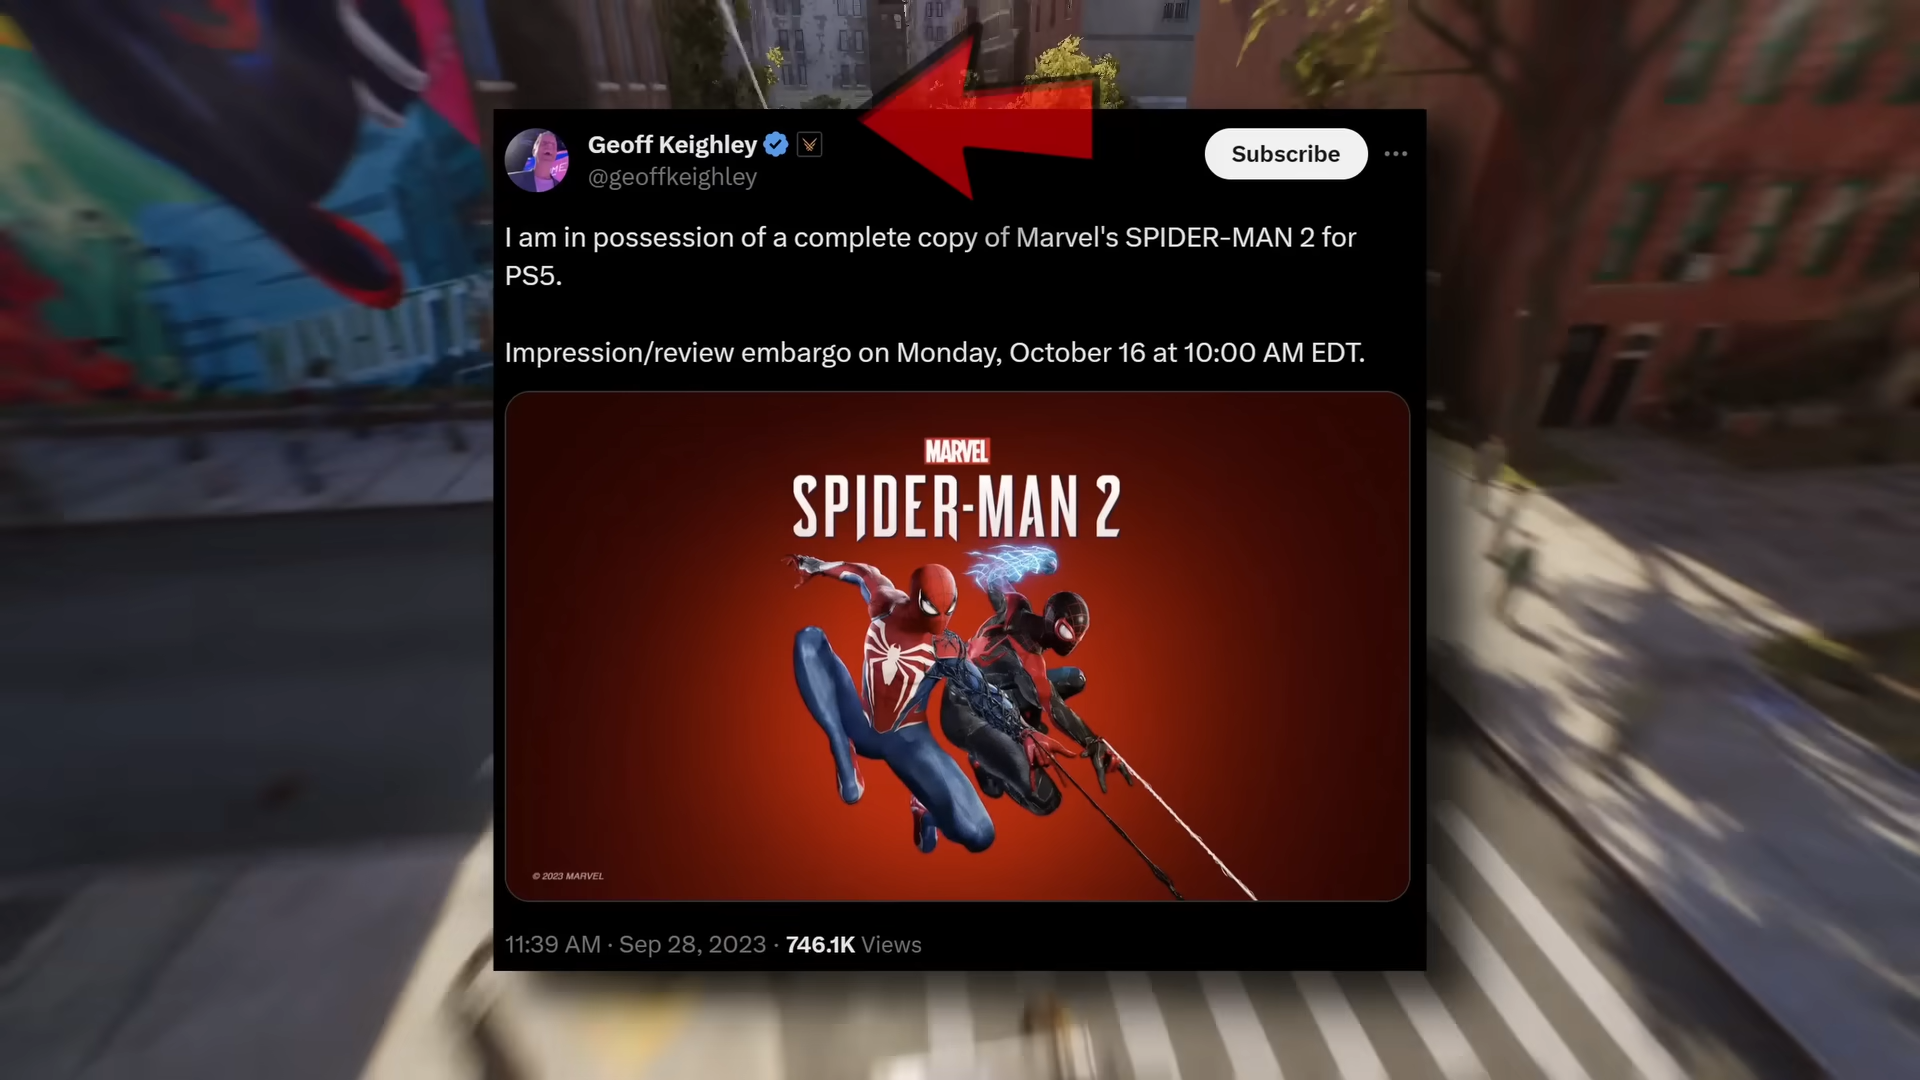 Geoff Keighley
Subscribe
@geoffkeighley
I am in possession of a complete copy of Marvel's SPIDER-MAN 2 for
PS5.
Impression/review embargo on Monday, October 16 at 10:00 AM EDT.
MARVEL
SPIDER-MAN 2
© 2023 MARVEL
11:39 AM · Sep 28, 2023 · 746.1K Views